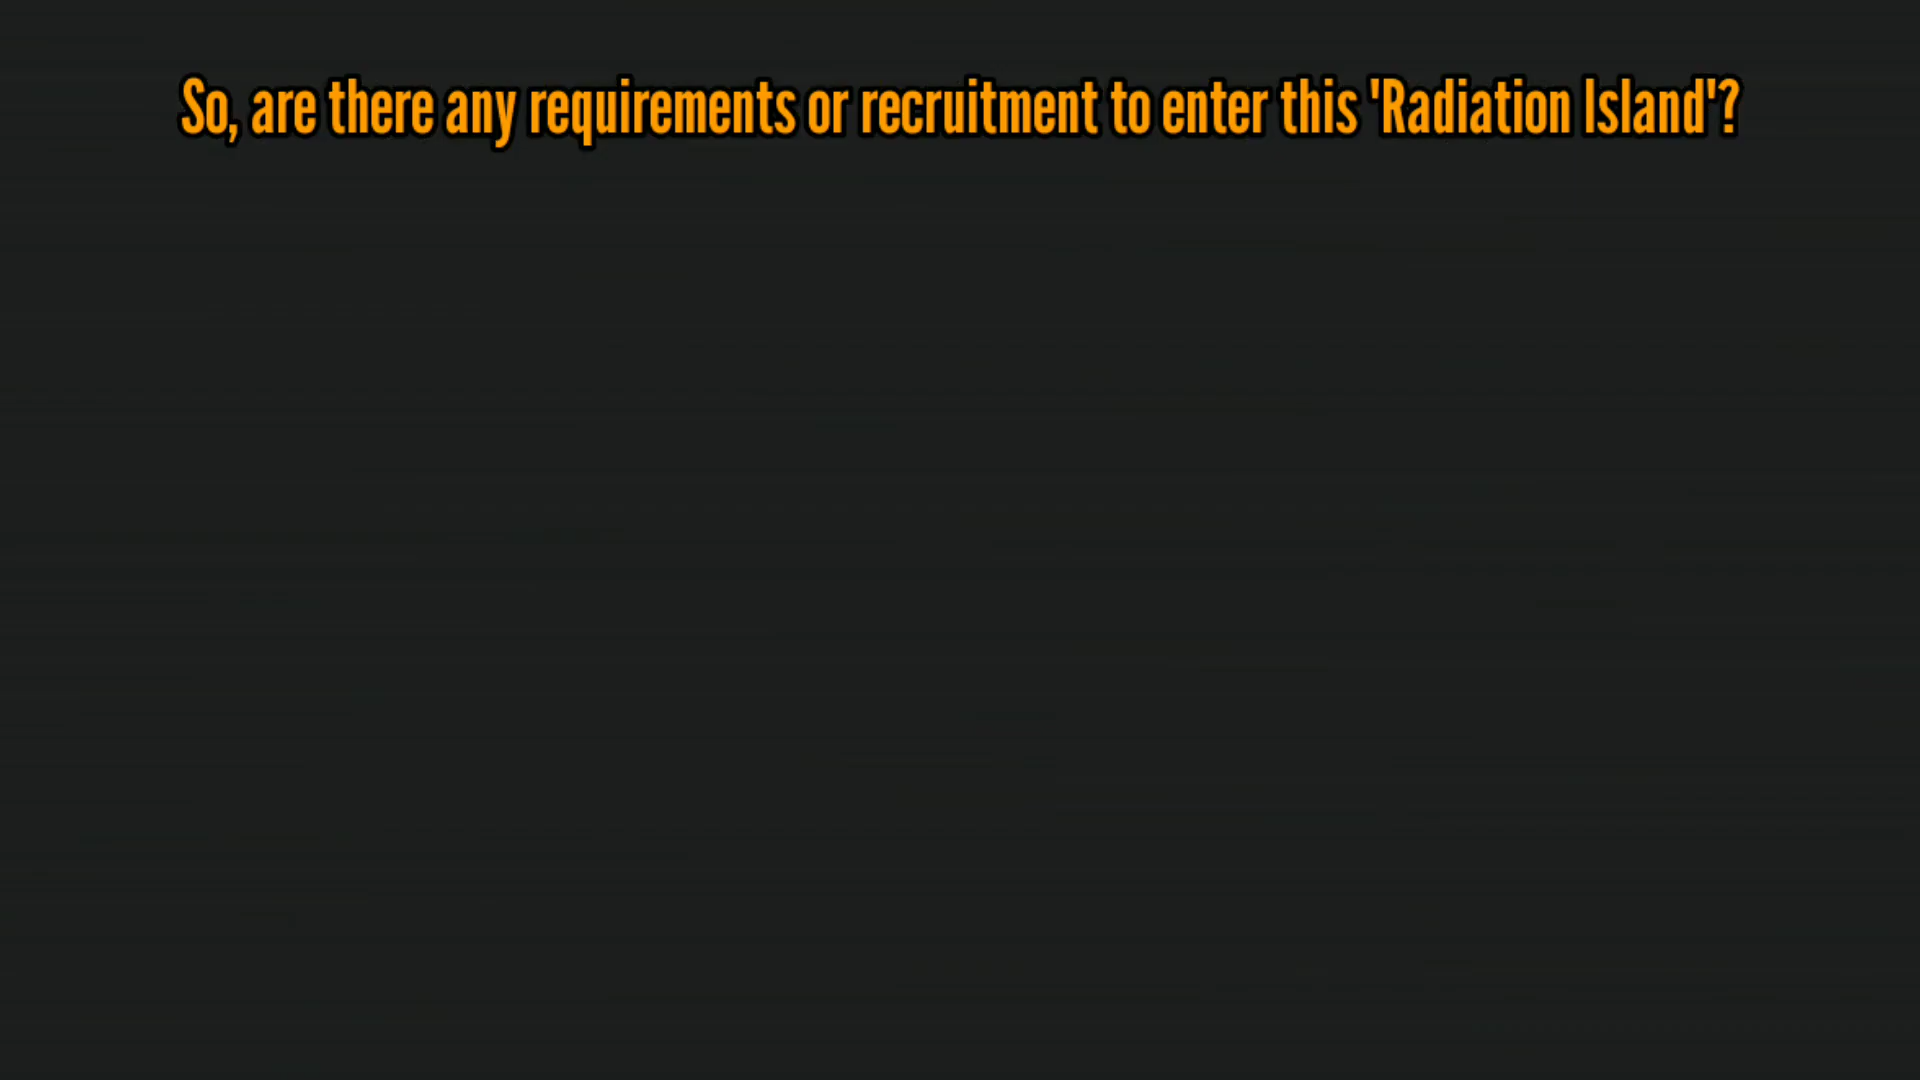 So, are there any requirements or recruitment to enter this 'Radiation Island'?